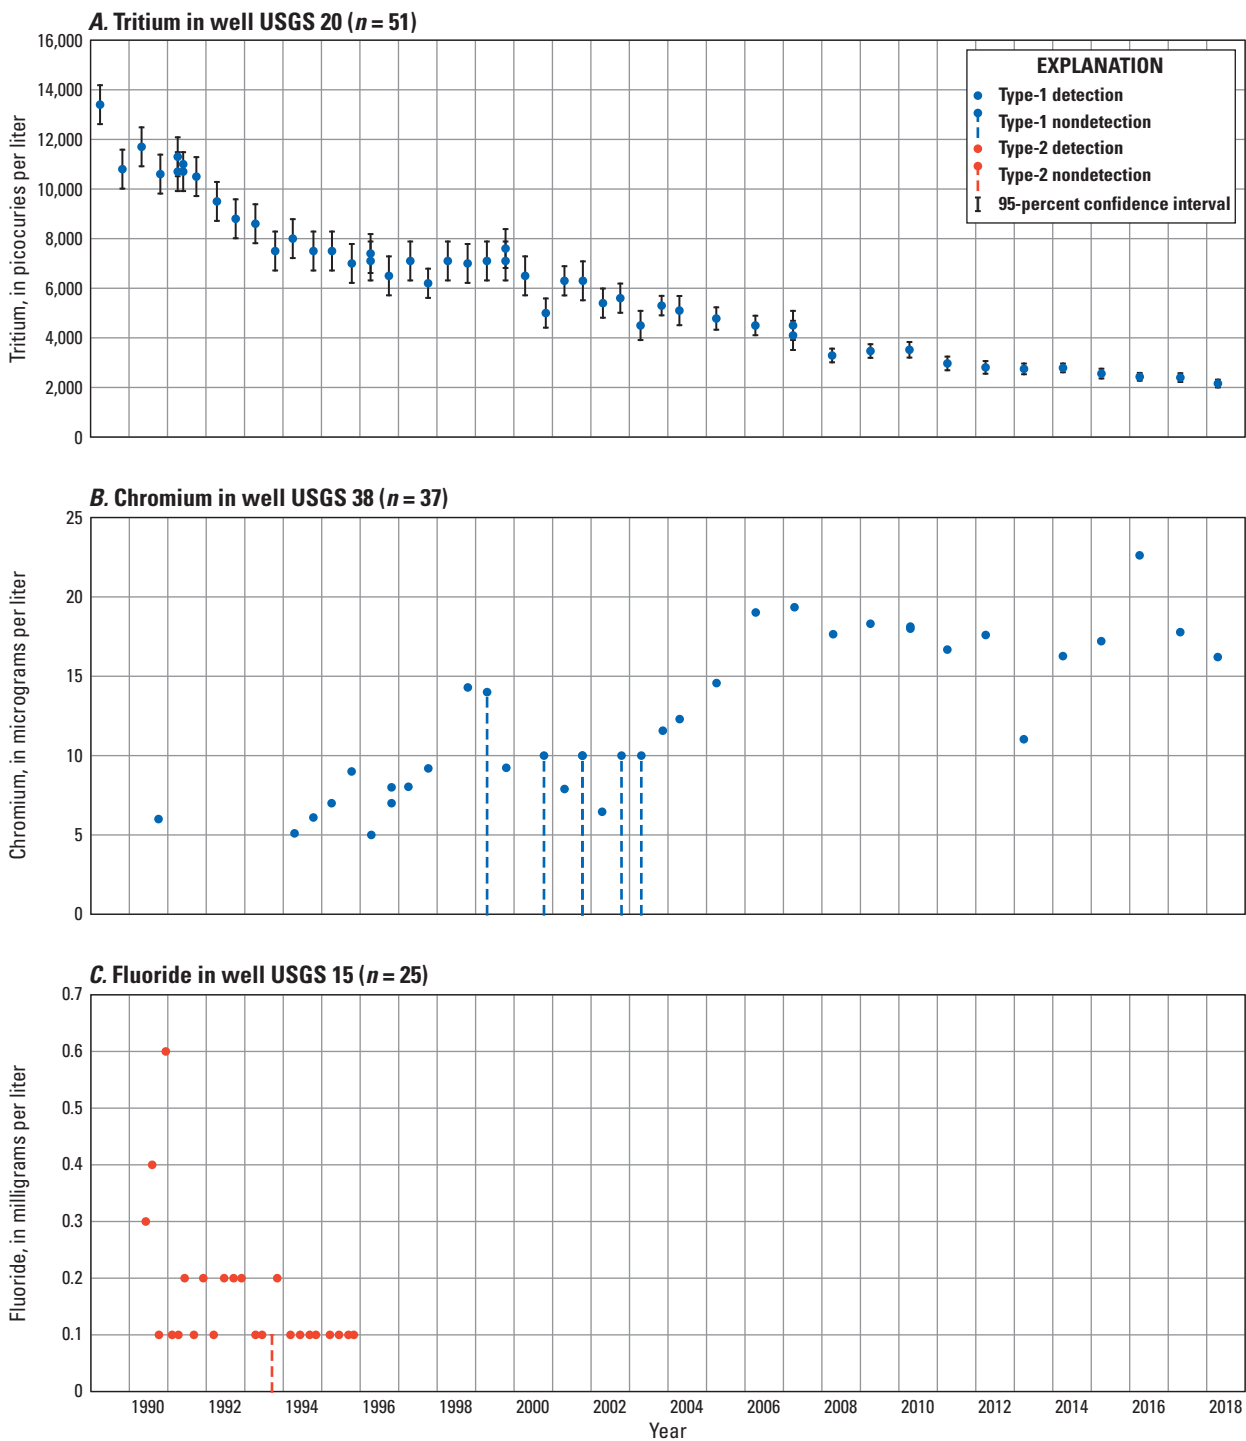 A. Tritium in well USGS 20 (n = 51)
16,000
14,000
12,000
10,000
8,000
6,000
4,000
2,000
0
Tritium, in picocuries per liter
EXPLANATION
Type-1 detection
Type-1 nondetection
Type-2 detection
Type-2 nondetection
95-percent confidence interval
B. Chromium in well USGS 38 (n = 37)
25
20
15
10
5
0
Chromium, in micrograms per liter
C. Fluoride in well USGS 15 (n = 25)
0.7
0.6
0.5
0.4
0.3
0.2
0.1
0
Fluoride, in milligrams per liter
1990 1992 1994 1996 1998 2000 2002 2004 2006 2008 2010 2012 2014 2016 2018
Year